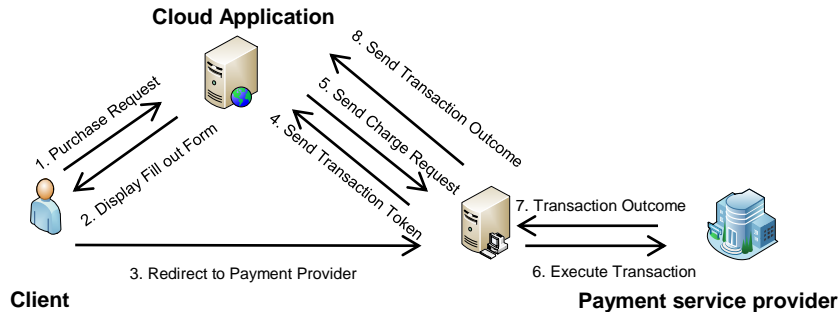 Cloud Application
8. Send Transaction Outcome
1. Purchase Request
5. Send Charge Request
2. Display Fill out Form
4. Send Transaction Token
7. Transaction Outcome
3. Redirect to Payment Provider
6. Execute Transaction
Client
Payment service provider